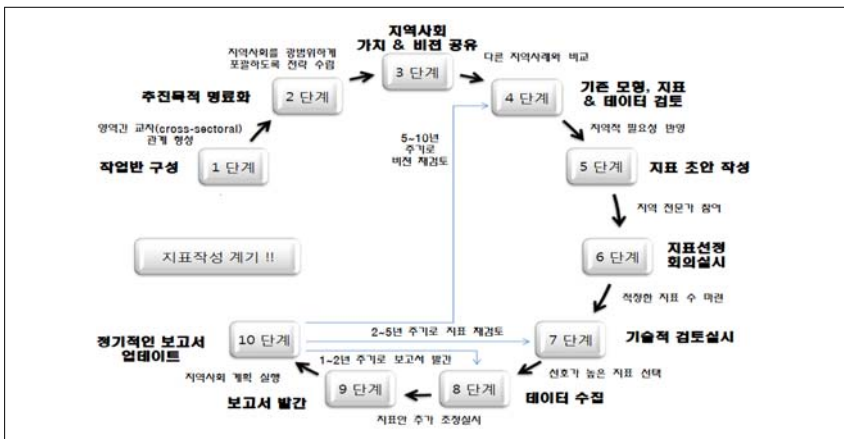 지역사회
가치 & 비젼 공유
지역사회를 광범위하게
포괄하도록 전략 수립
3 단계
다른 지역사례와 비교
추진목적 명료화
2 단계
4 단계
기존 모형, 지표
& 데이터 검토
영역간 교차(cross-sectoral)
관계 형성
5~10년
주기로
비젼 재검토
지역적 필요성 반영
작업반 구성
1 단계
5 단계
지표 초안 작성
지역 전문가 참여
지표작성 계기 !!
6 단계
지표선정
회의실시
적정한 지표 수 마련
정기적인 보고서
업데이트
10 단계
2~5년 주기로 지표 재검토
7 단계
기술적 검토실시
1~2년 주기로 보고서 발간
지역사회 계획 실행
선호가 높은 지표 선택
보고서 발간
9 단계
8 단계
데이터 수집
지표안 추가 조정실시